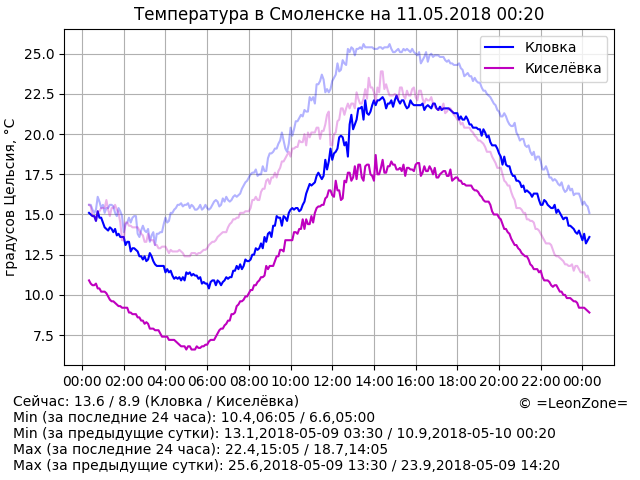 Температура в Смоленске на 11.05.2018 00:20
Кловка
Киселёвка
градусов Цельсия, °C
25.0
22.5
20.0
17.5
15.0
12.5
10.0
7.5
00:00 02:00 04:00 06:00 08:00 10:00 12:00 14:00 16:00 18:00 20:00 22:00 00:00
Сейчас: 13.6 / 8.9 (Кловка / Киселёвка)
© =LeonZone=
Min (за последние 24 часа): 10.4,06:05 / 6.6,05:00
Min (за предыдущие сутки): 13.1,2018-05-09 03:30 / 10.9,2018-05-10 00:20
Max (за последние 24 часа): 22.4,15:05 / 18.7,14:05
Max (за предыдущие сутки): 25.6,2018-05-09 13:30 / 23.9,2018-05-09 14:20